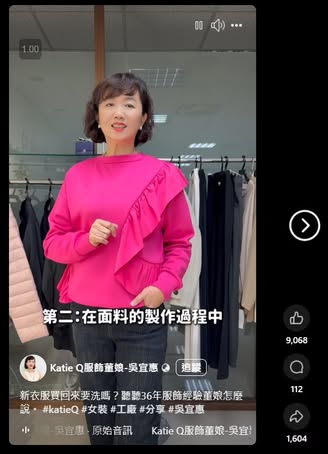 1.00
第二：在面料的製作過程中
Katie Q服飾董娘-吳宜惠 追蹤
新衣服買回來要洗嗎？聽聽36年服飾經驗董娘怎麼
說。 #katieQ #女裝 #工廠 #分享 #吳宜惠
吳宜惠 · 原始音訊 Katie Q服飾董娘-吳宜
9,068
112
1,604